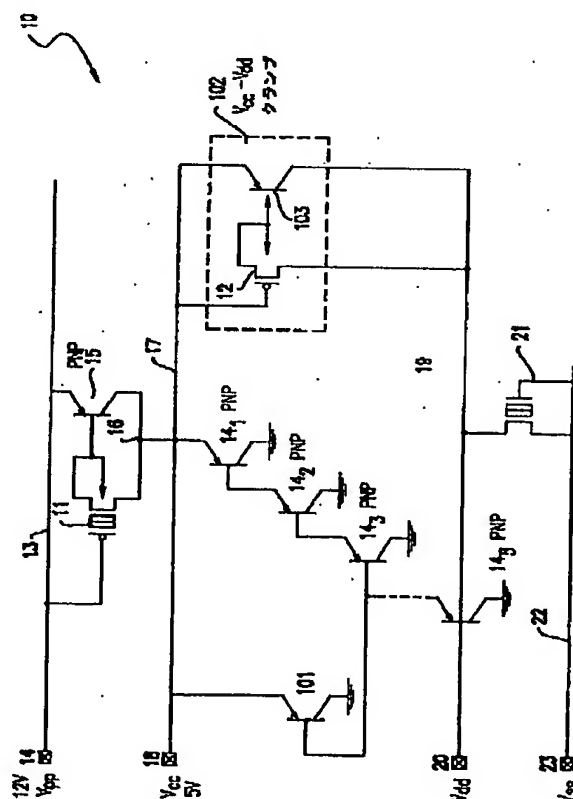 10
12V
14
Vpp
13
11
PNP
15
16
17
18
Vcc
5V
102
Vcc - Vdd
クランプ
12
103
14₁ PNP
14₂ PNP
14₃ PNP
101
14₅ PNP
19
20
Vdd
21
22
23